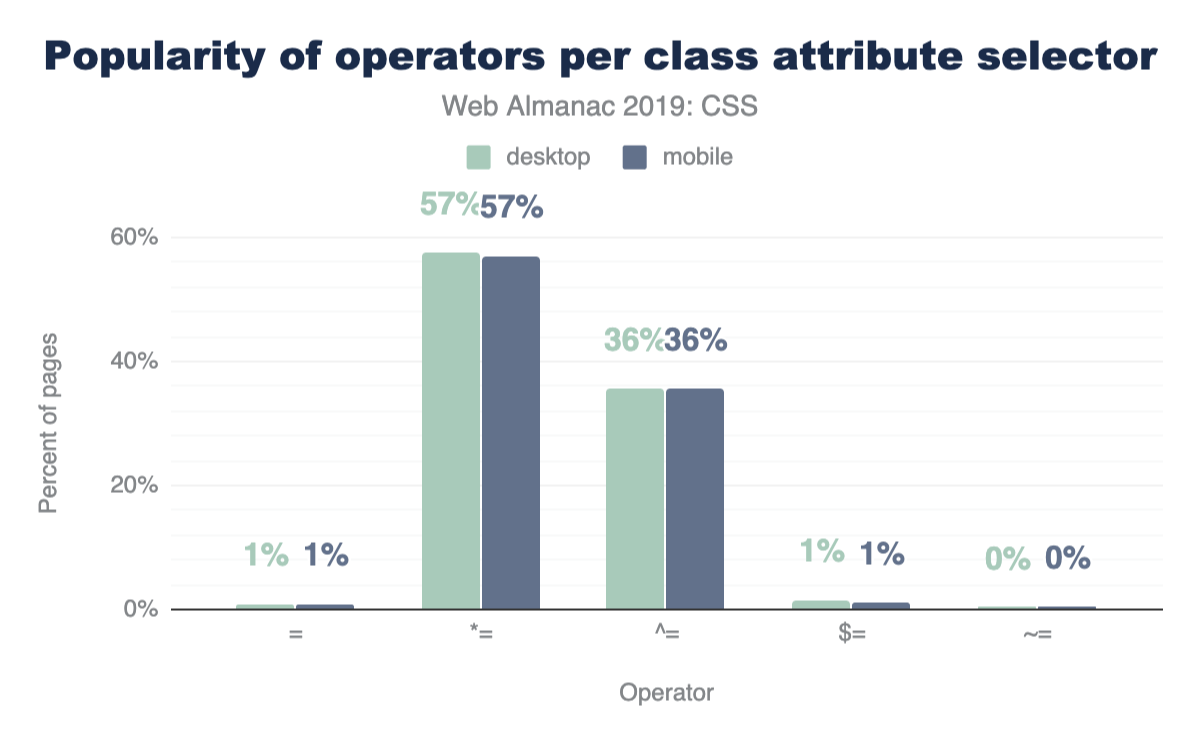 Popularity of operators per class attribute selector
Web Almanac 2019: CSS
desktop mobile
57% 57%
60%
36% 36%
40%
Percent of pages
20%
1% 1%
1% 1%
0% 0%
0%
= *= ^= $= ~=
Operator